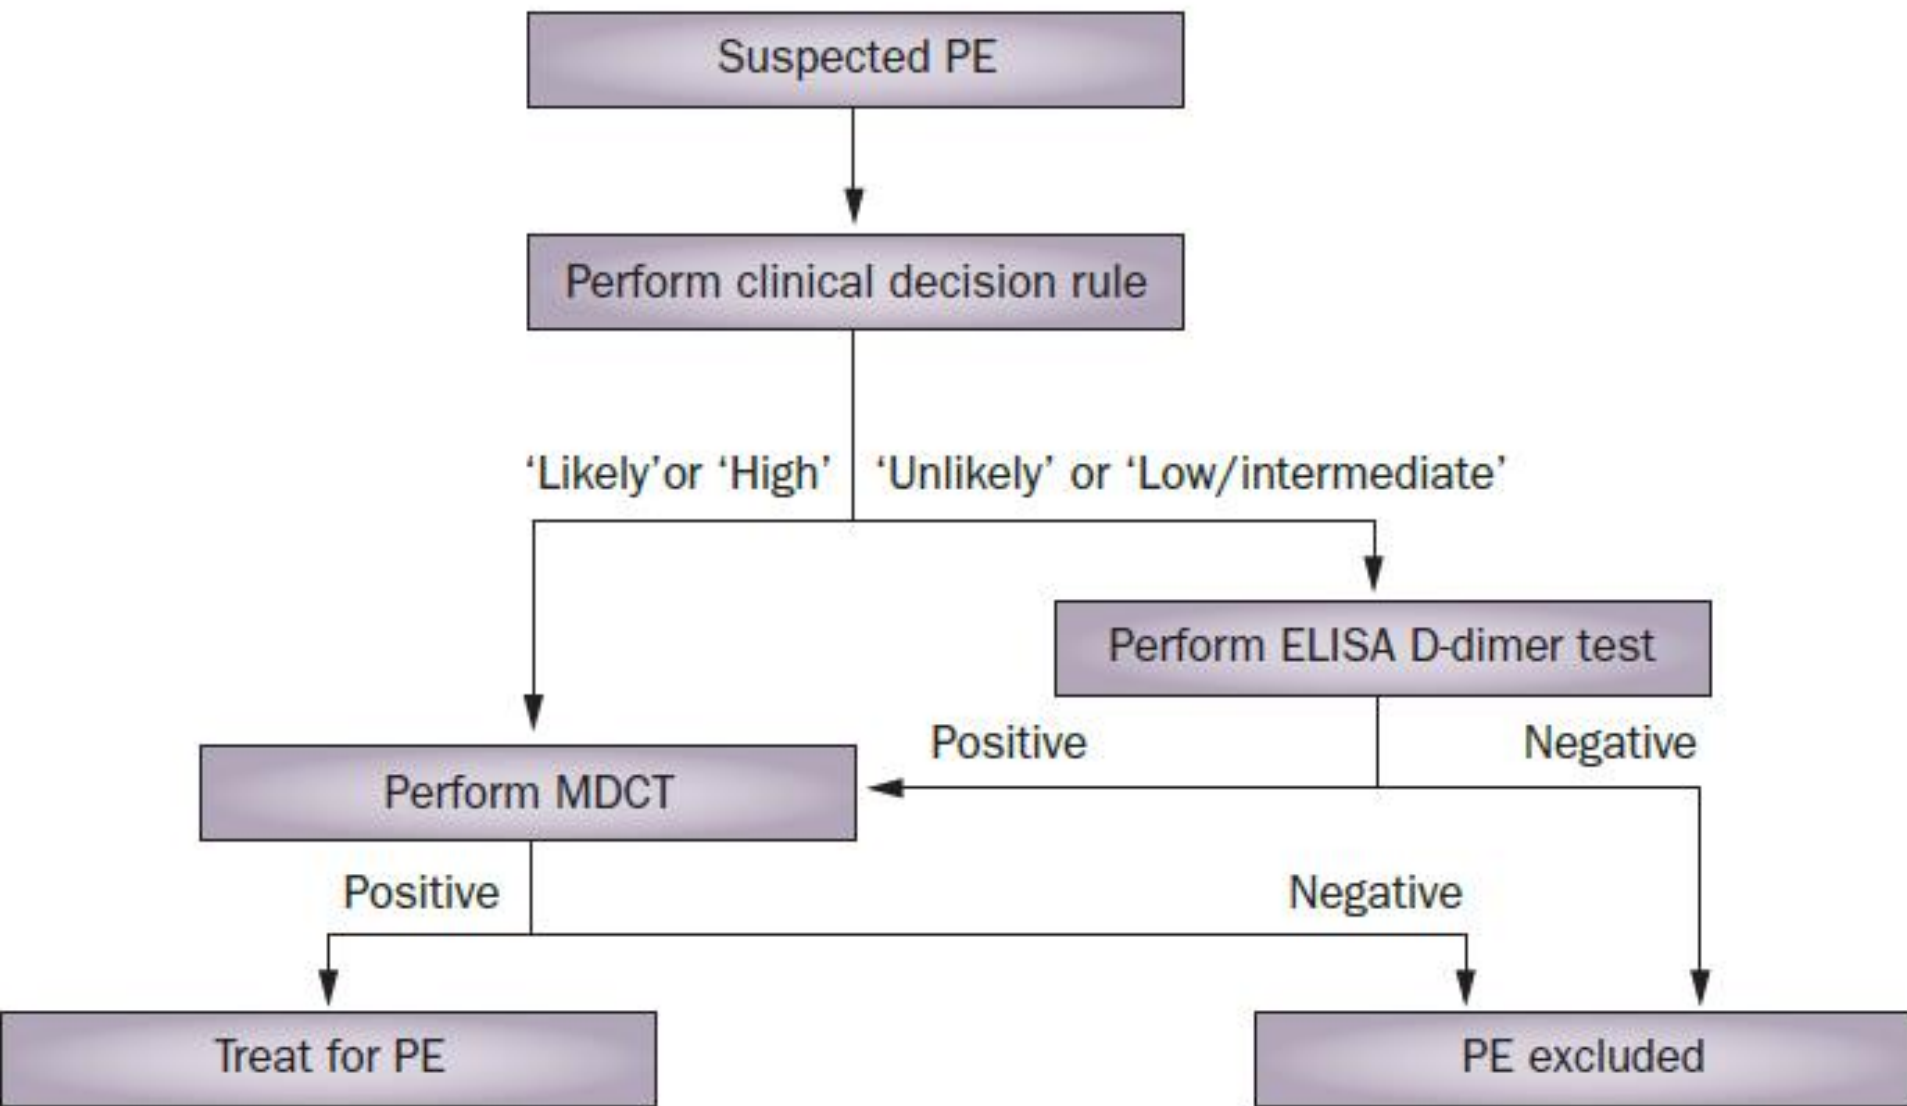 Suspected PE
Perform clinical decision rule
‘Likely’or ‘High’
‘Unlikely’ or ‘Low/intermediate’
Perform ELISA D-dimer test
Positive
Negative
Perform MDCT
Positive
Negative
Treat for PE
PE excluded